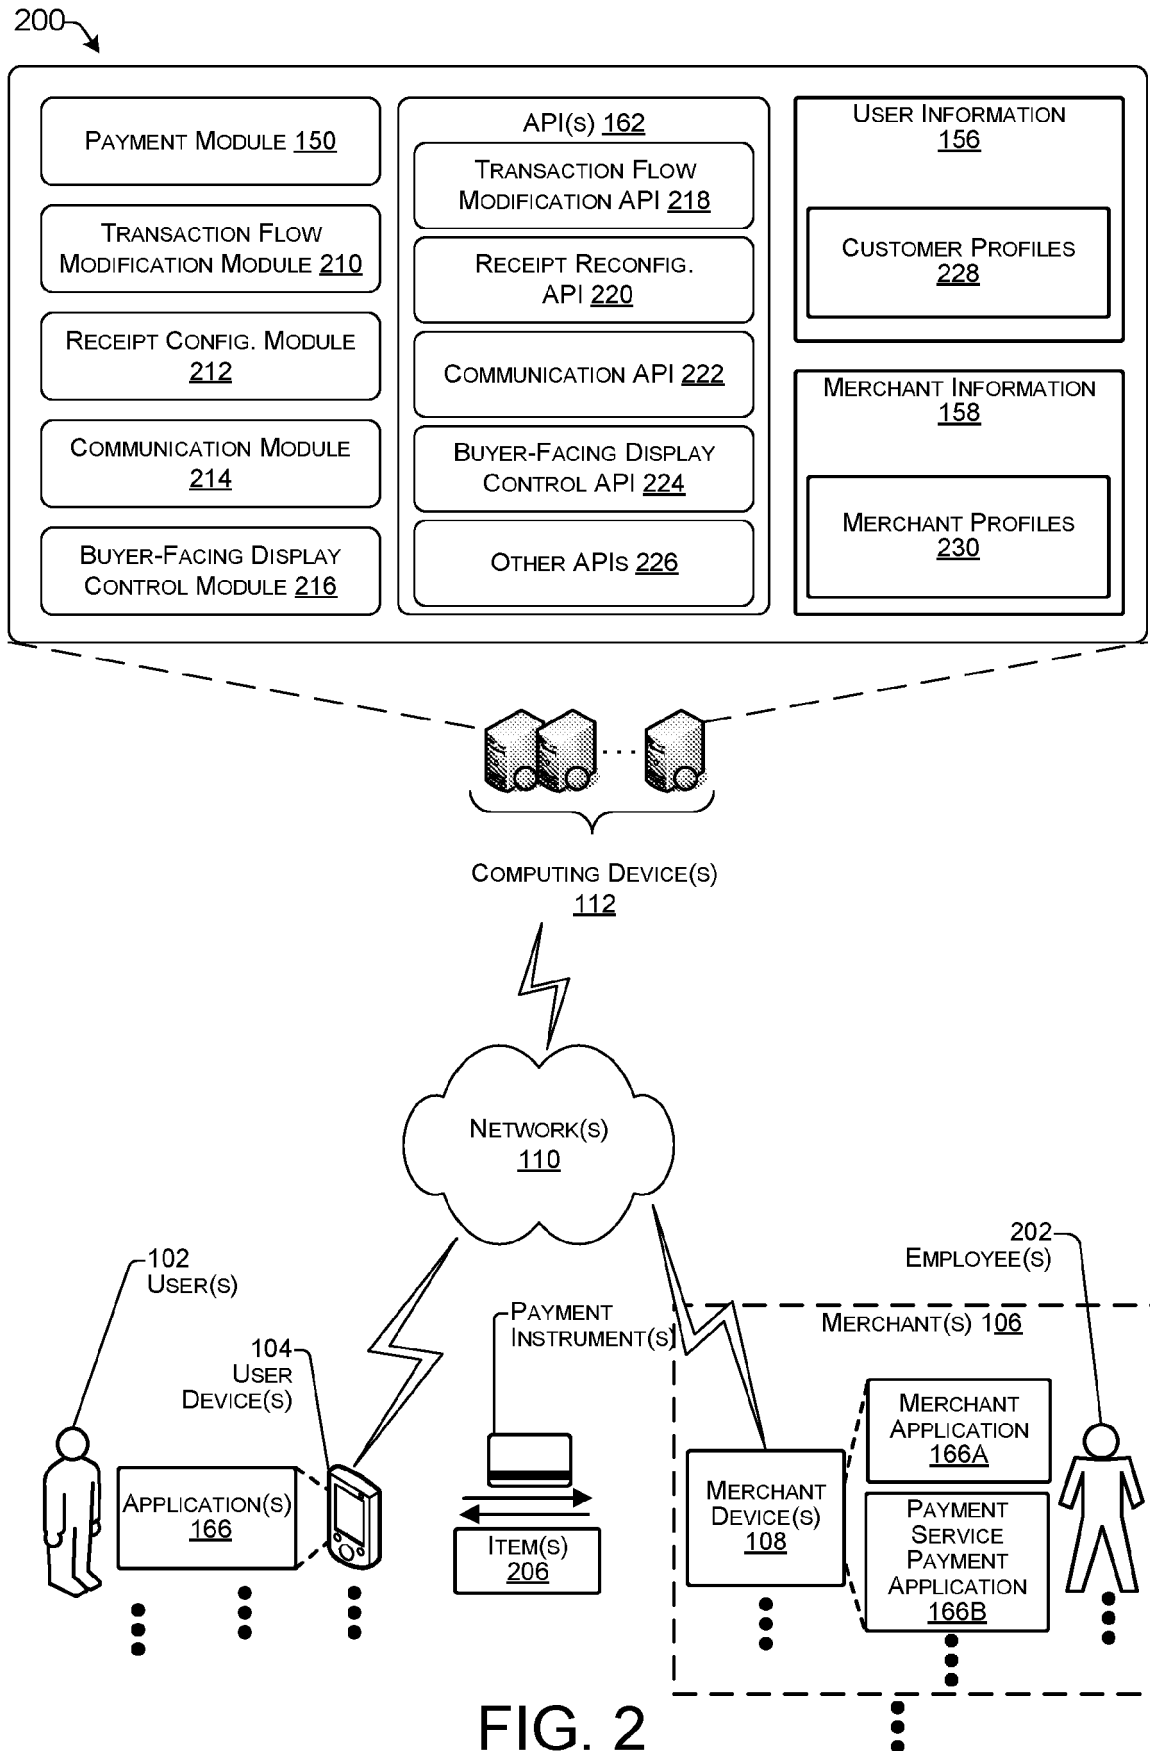 200
PAYMENT MODULE 150
TRANSACTION FLOW
MODIFICATION MODULE 210
RECEIPT CONFIG. MODULE
212
COMMUNICATION MODULE
214
BUYER-FACING DISPLAY
CONTROL MODULE 216
API(S) 162
TRANSACTION FLOW
MODIFICATION API 218
RECEIPT RECONFIG.
API 220
COMMUNICATION API 222
BUYER-FACING DISPLAY
CONTROL API 224
OTHER APIS 226
USER INFORMATION
156
CUSTOMER PROFILES
228
MERCHANT INFORMATION
158
MERCHANT PROFILES
230
COMPUTING DEVICE(S)
112
NETWORK(S)
110
102
USER(S)
104
USER
DEVICE(S)
APPLICATION(S)
166
PAYMENT
INSTRUMENT(S)
ITEM(S)
206
202
EMPLOYEE(S)
MERCHANT(S) 106
MERCHANT
DEVICE(S)
108
MERCHANT
APPLICATION
166A
PAYMENT
SERVICE
PAYMENT
APPLICATION
166B
FIG. 2